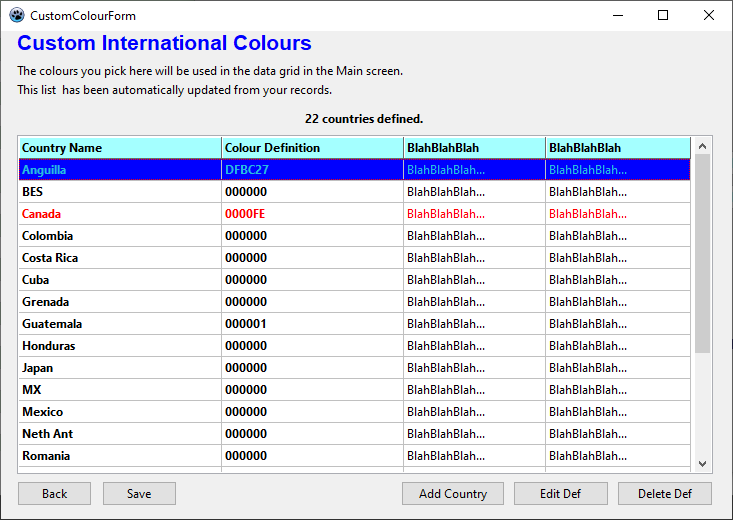 CustomColourForm
Custom International Colours
The colours you pick here will be used in the data grid in the Main screen.
This list  has been automatically updated from your records.
22 countries defined.
Country Name Colour Definition BlahBlahBlah BlahBlahBlah
Anguilla DFBC27 BlahBlahBlah... BlahBlahBlah...
BES 000000 BlahBlahBlah... BlahBlahBlah...
Canada 0000FE BlahBlahBlah... BlahBlahBlah...
Colombia 000000 BlahBlahBlah... BlahBlahBlah...
Costa Rica 000000 BlahBlahBlah... BlahBlahBlah...
Cuba 000000 BlahBlahBlah... BlahBlahBlah...
Grenada 000000 BlahBlahBlah... BlahBlahBlah...
Guatemala 000001 BlahBlahBlah... BlahBlahBlah...
Honduras 000000 BlahBlahBlah... BlahBlahBlah...
Japan 000000 BlahBlahBlah... BlahBlahBlah...
MX 000000 BlahBlahBlah... BlahBlahBlah...
Mexico 000000 BlahBlahBlah... BlahBlahBlah...
Neth Ant 000000 BlahBlahBlah... BlahBlahBlah...
Romania 000000 BlahBlahBlah... BlahBlahBlah...
Back Save Add Country Edit Def Delete Def